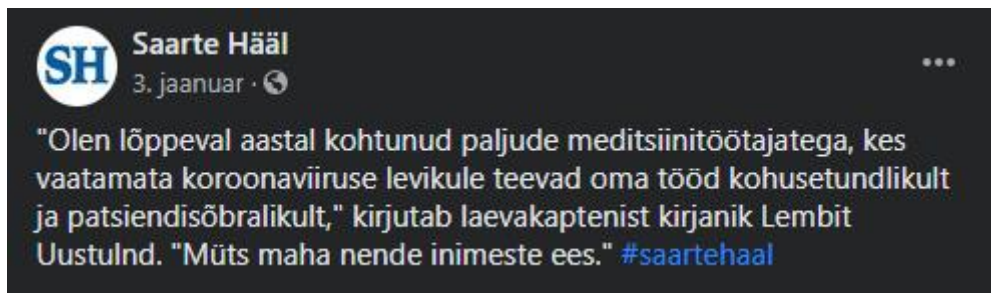 SH
Saarte Hääl
3. jaanuar ·
"Olen lõppeval aastal kohtunud paljude meditsiinitöötajatega, kes
vaatamata koroonaviiruse levikule teevad oma tööd kohusetundlikult
ja patsiendisõbralikult," kirjutab laevakaptenist kirjanik Lembit
Uustulnd. "Müts maha nende inimeste ees." #saartehaal